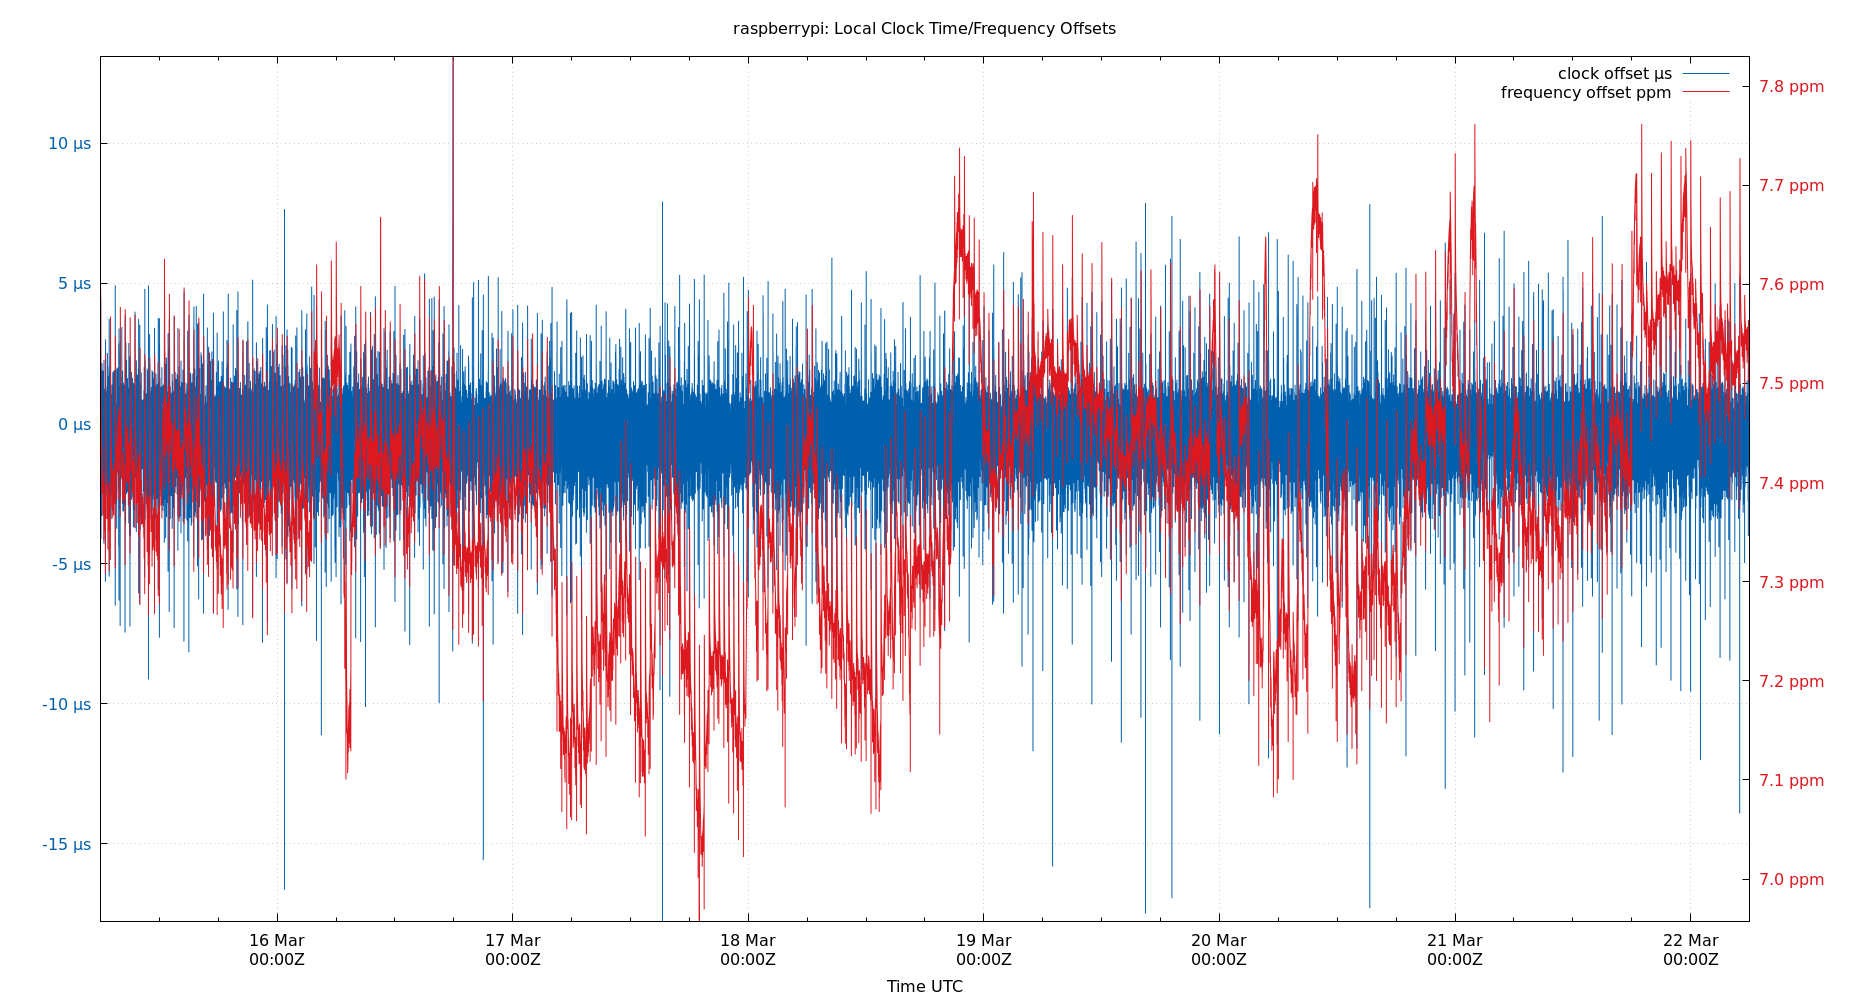 raspberrypi: Local Clock Time/Frequency Offsets
clock offset µs
frequency offset ppm
10 µs
5 µs
0 µs
-5 µs
-10 µs
-15 µs
7.8 ppm
7.7 ppm
7.6 ppm
7.5 ppm
7.4 ppm
7.3 ppm
7.2 ppm
7.1 ppm
7.0 ppm
16 Mar
00:00Z
17 Mar
00:00Z
18 Mar
00:00Z
19 Mar
00:00Z
20 Mar
00:00Z
21 Mar
00:00Z
22 Mar
00:00Z
Time UTC